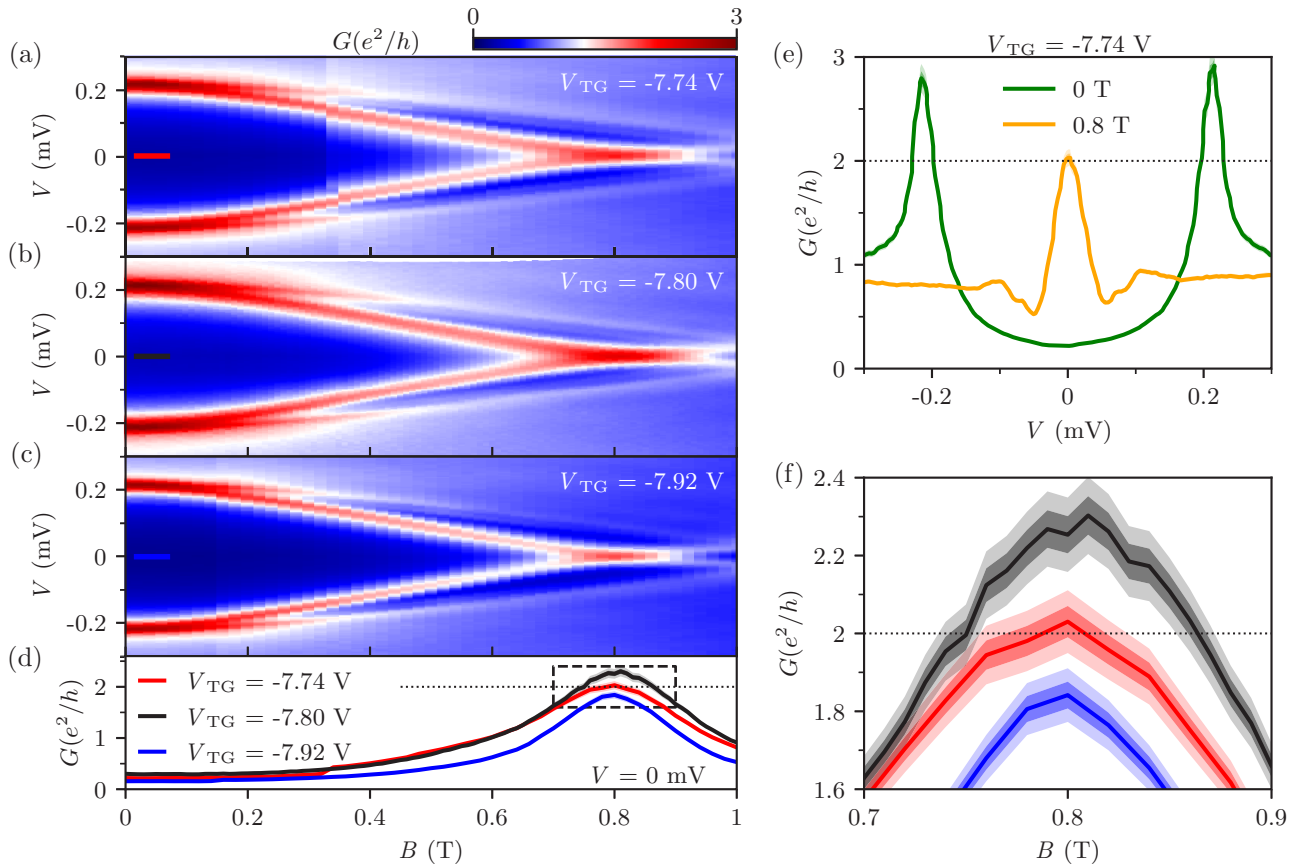 0
3
G(e²/h)
(a)
V_TG = -7.74 V
0.2
0
-0.2
V (mV)
(b)
V_TG = -7.80 V
0.2
0
-0.2
V (mV)
(c)
V_TG = -7.92 V
0.2
0
-0.2
V (mV)
(d)
2
1
0
G(e²/h)
V_TG = -7.74 V
V_TG = -7.80 V
V_TG = -7.92 V
V = 0 mV
0 0.2 0.4 0.6 0.8 1
B (T)
(e)
V_TG = -7.74 V
3
2
1
0
G(e²/h)
0 T
0.8 T
-0.2 0 0.2
V (mV)
(f)
2.4
2.2
2.0
1.8
1.6
G(e²/h)
0.7 0.8 0.9
B (T)